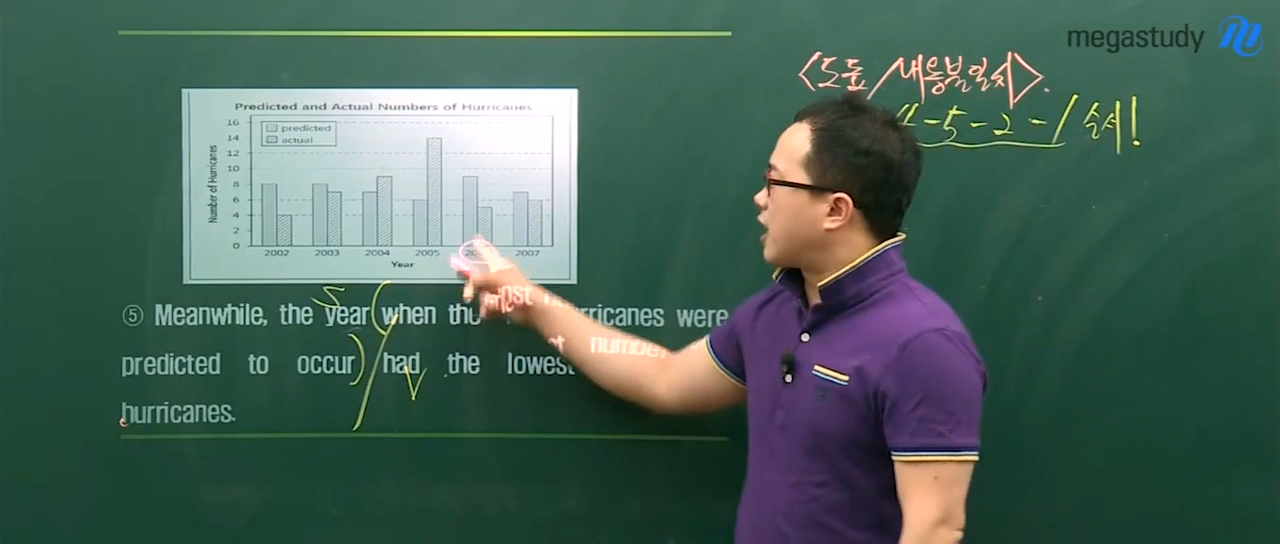 megastudy
<도표/내용불일치>.
4-5-2-1 순서!
Predicted and Actual Numbers of Hurricanes
predicted
actual
16
14
12
10
8
6
4
2
0
Number of Hurricanes
2002 2003 2004 2005 2007
Year
S
⑤ Meanwhile, the year when the hurricanes were
predicted to occur had the lowest number
V
hurricanes.